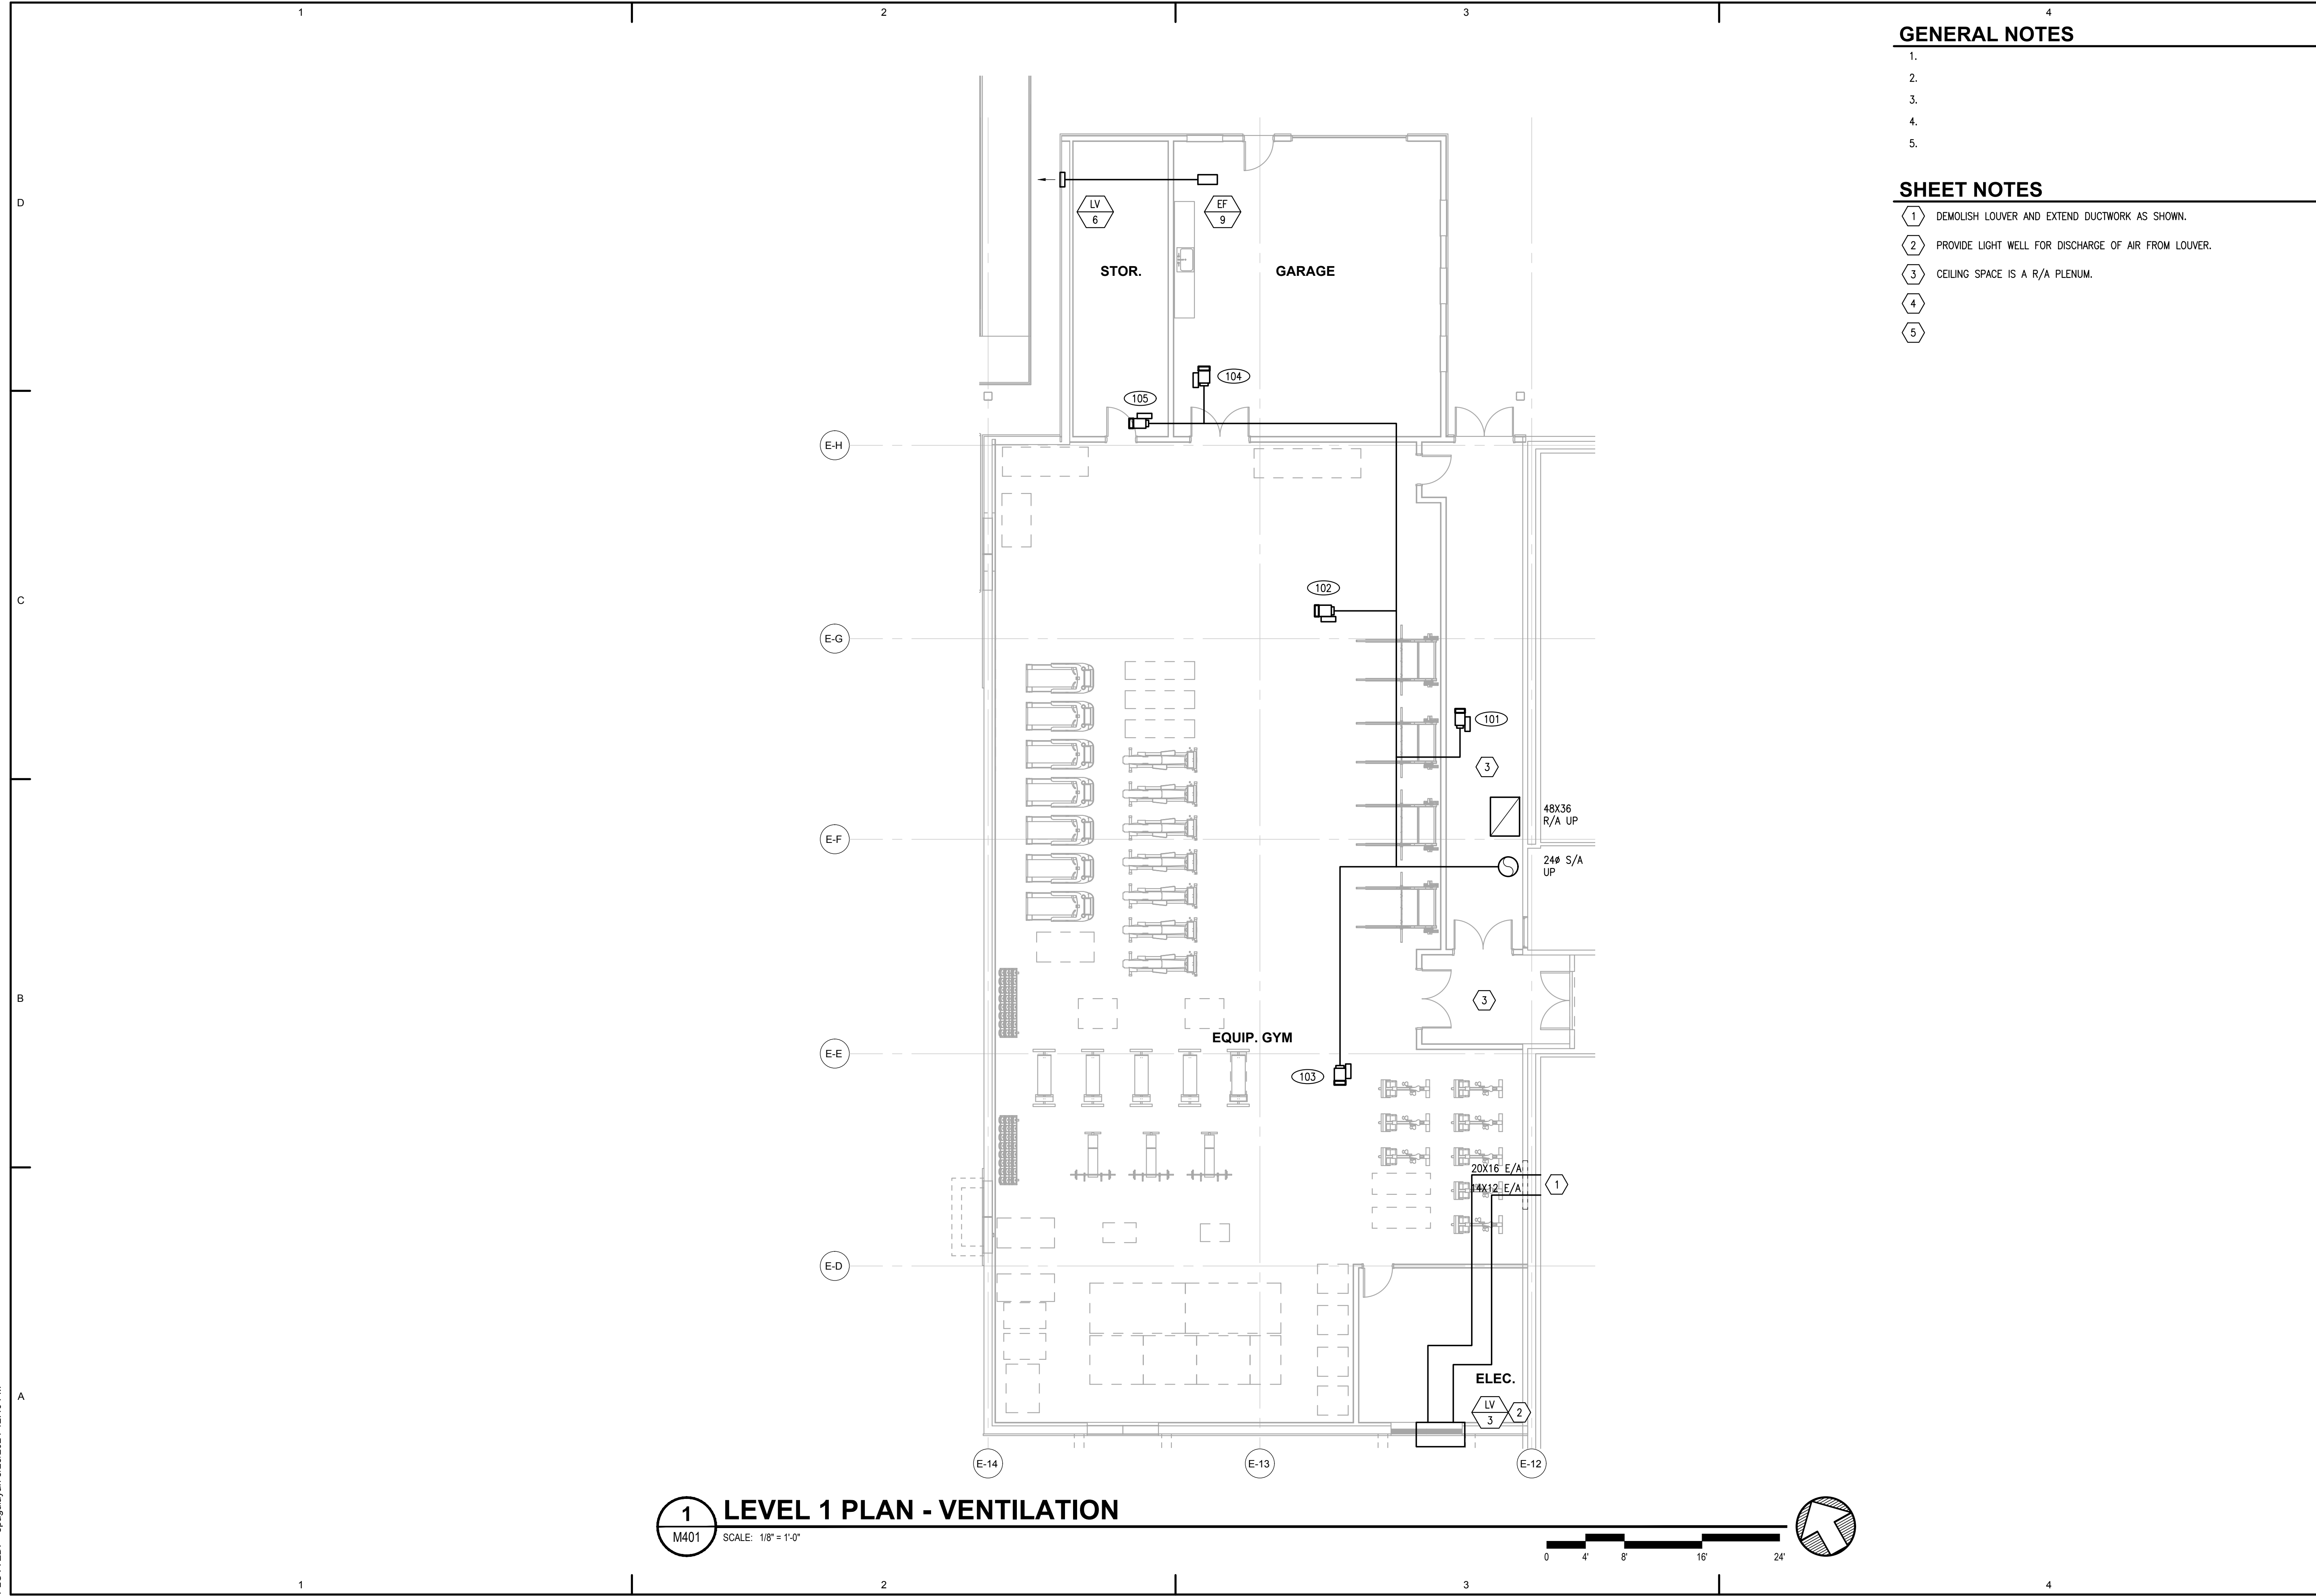 1 2 3 4
GENERAL NOTES
1.
2.
3.
4.
5.
SHEET NOTES
1 DEMOLISH LOUVER AND EXTEND DUCTWORK AS SHOWN.
2 PROVIDE LIGHT WELL FOR DISCHARGE OF AIR FROM LOUVER.
3 CEILING SPACE IS A R/A PLENUM.
4
5
D
LV
6
EF
9
STOR.
GARAGE
104
105
E-H
C
102
E-G
101
3
48X36
R/A UP
E-F
24ø S/A
UP
B
3
EQUIP. GYM
E-E
103
20X16 E/A
14X12 E/A
1
E-D
A
ELEC.
LV
3
2
E-14
E-13
E-12
1
M401
LEVEL 1 PLAN - VENTILATION
SCALE: 1/8" = 1'-0"
0 4' 8' 16' 24'
1 2 3 4